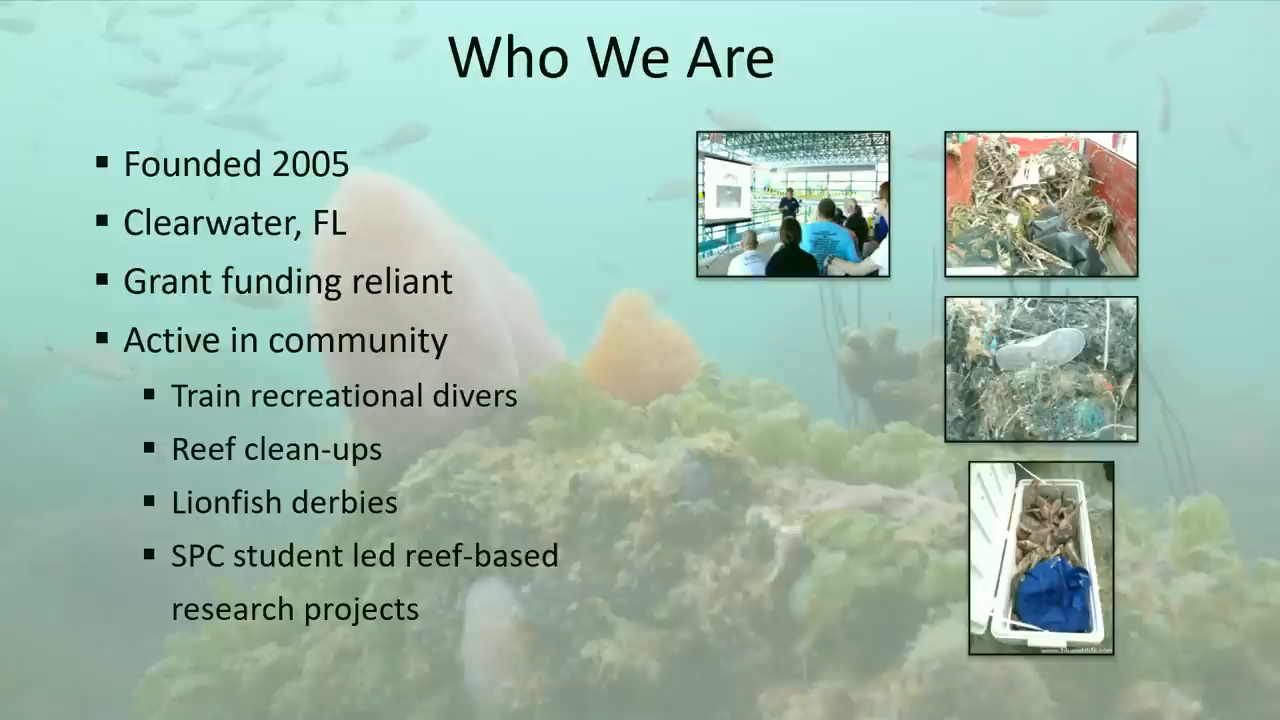 Who We Are
▪ Founded 2005
▪ Clearwater, FL
▪ Grant funding reliant
▪ Active in community
▪ Train recreational divers
▪ Reef clean-ups
▪ Lionfish derbies
▪ SPC student led reef-based
research projects